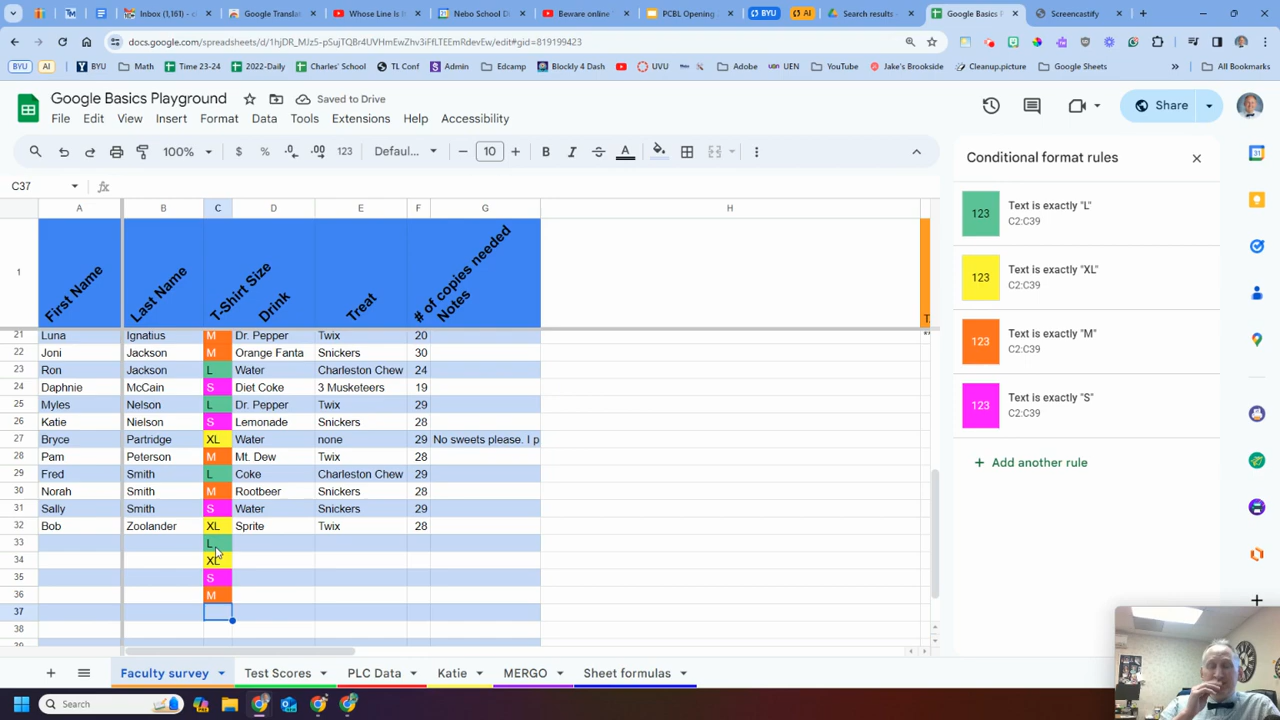 Inbox (1,161) - c
Google Transl
Whose Line Is I
Nebo School D
Beware online
PCBL Opening
BYU
AI
Search results
Google Basics P
Screencastify
docs.google.com/spreadsheets/d/1hjDR_MJz5-pSujTQBr4UVHmEwZhv3iFfLTEEmRdevEw/edit#gid=819199423
BYU
AI
BYU
Math
Time 23-24
2022-Daily
Charles' School
TL Conf
Admin
Edcamp
Blockly 4 Dash
UVU
Adobe
UEN
YouTube
Jake's Brookside
Cleanup.picture
Google Sheets
All Bookmarks
Google Basics Playground
Saved to Drive
File Edit View Insert Format Data Tools Extensions Help Accessibility
Share
100% $ % .0 .00 123 Defaul... 10 B I A
C37 fx
A B C D E F G H
1 First Name Last Name T-Shirt Size Drink Treat # of copies needed Notes T
21 Luna Ignatius M Dr. Pepper Twix 20
22 Joni Jackson M Orange Fanta Snickers 30
23 Ron Jackson L Water Charleston Chew 24
24 Daphnie McCain S Diet Coke 3 Musketeers 19
25 Myles Nelson L Dr. Pepper Twix 29
26 Katie Nielson S Lemonade Snickers 28
27 Bryce Partridge XL Water none 29 No sweets please. I p
28 Pam Peterson M Mt. Dew Twix 28
29 Fred Smith L Coke Charleston Chew 29
30 Norah Smith M Rootbeer Snickers 28
31 Sally Smith S Water Snickers 29
32 Bob Zoolander XL Sprite Twix 28
33 L
34 XL
35 S
36 M
37
38
39
Conditional format rules
123 Text is exactly "L"
C2:C39
123 Text is exactly "XL"
C2:C39
123 Text is exactly "M"
C2:C39
123 Text is exactly "S"
C2:C39
Add another rule
Faculty survey
Test Scores
PLC Data
Katie
MERGO
Sheet formulas
Search